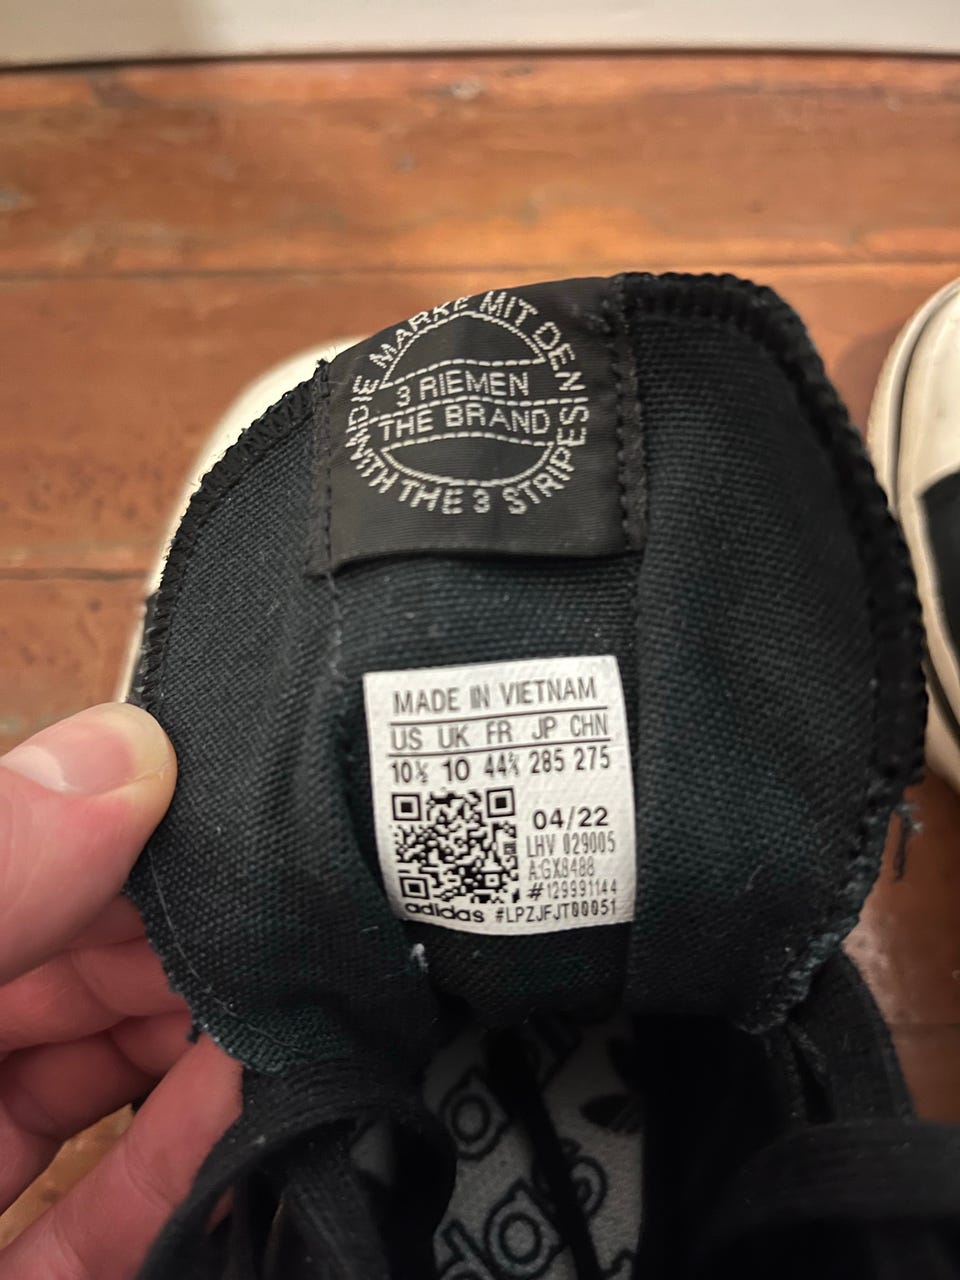 DIE MARKE MIT DEN
3 RIEMEN
THE BRAND
WITH THE 3 STRIPES
MADE IN VIETNAM
US UK FR JP CHN
10½ 10 44⅔ 285 275
04/22
LHV 029005
A:GX8488
#129991144
adidas #LPZJFJT00051